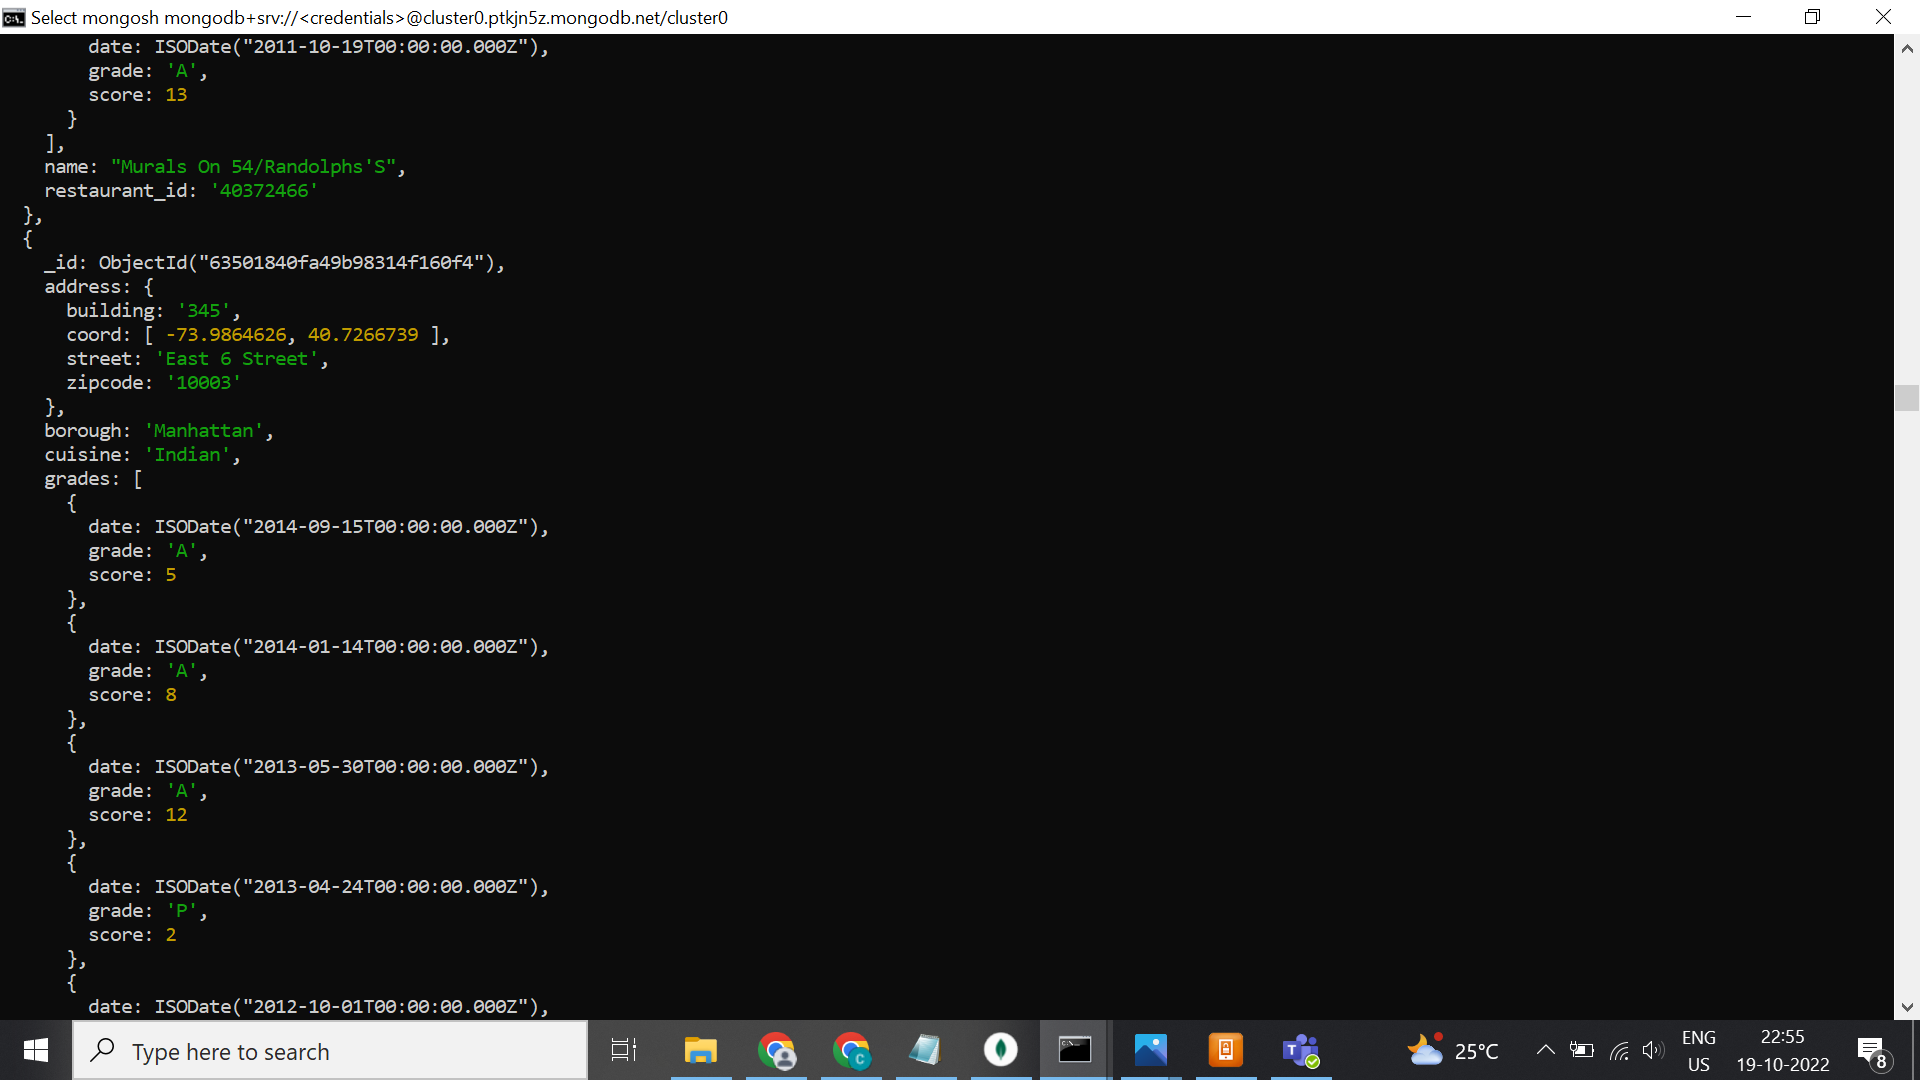 Select mongosh mongodb+srv://<credentials>@cluster0.ptkjn5z.mongodb.net/cluster0
date: ISODate("2011-10-19T00:00:00.000Z"),
grade: 'A',
score: 13
}
],
name: "Murals On 54/Randolphs'S",
restaurant_id: '40372466'
},
{
_id: ObjectId("63501840fa49b98314f160f4"),
address: {
building: '345',
coord: [ -73.9864626, 40.7266739 ],
street: 'East 6 Street',
zipcode: '10003'
},
borough: 'Manhattan',
cuisine: 'Indian',
grades: [
{
date: ISODate("2014-09-15T00:00:00.000Z"),
grade: 'A',
score: 5
},
{
date: ISODate("2014-01-14T00:00:00.000Z"),
grade: 'A',
score: 8
},
{
date: ISODate("2013-05-30T00:00:00.000Z"),
grade: 'A',
score: 12
},
{
date: ISODate("2013-04-24T00:00:00.000Z"),
grade: 'P',
score: 2
},
{
date: ISODate("2012-10-01T00:00:00.000Z"),
Type here to search
25°C
ENG
US
22:55
19-10-2022
8